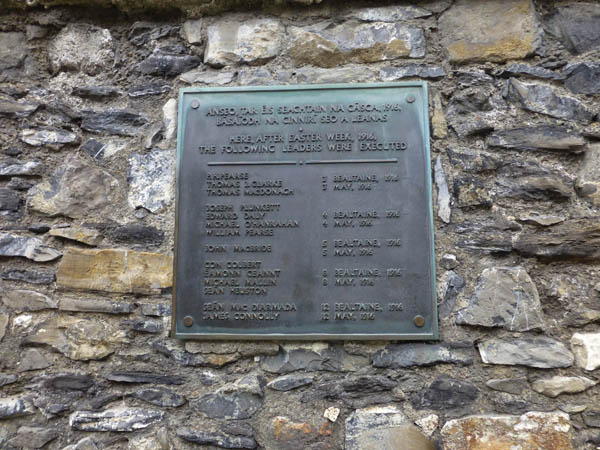 ANSEO, TAR ÉIS SEACHTAIN NA CÁSCA, 1916,
BÁSAÍODH NA CINNIRÍ SEO A LEANAS
HERE, AFTER EASTER WEEK, 1916,
THE FOLLOWING LEADERS WERE EXECUTED
P. H. PEARSE
THOMAS J. CLARKE 3 BEALTAINE, 1916
THOMAS MACDONAGH 3 MAY, 1916
JOSEPH PLUNKETT
EDWARD DALY 4 BEALTAINE, 1916
MICHAEL O'HANRAHAN 4 MAY, 1916
WILLIAM PEARSE
JOHN MACBRIDE 5 BEALTAINE, 1916
5 MAY, 1916
CON COLBERT
EAMONN CEANNT 8 BEALTAINE, 1916
MICHAEL MALLIN 8 MAY, 1916
SEÁN HEUSTON
SEÁN MAC DIARMADA 12 BEALTAINE, 1916
JAMES CONNOLLY 12 MAY, 1916